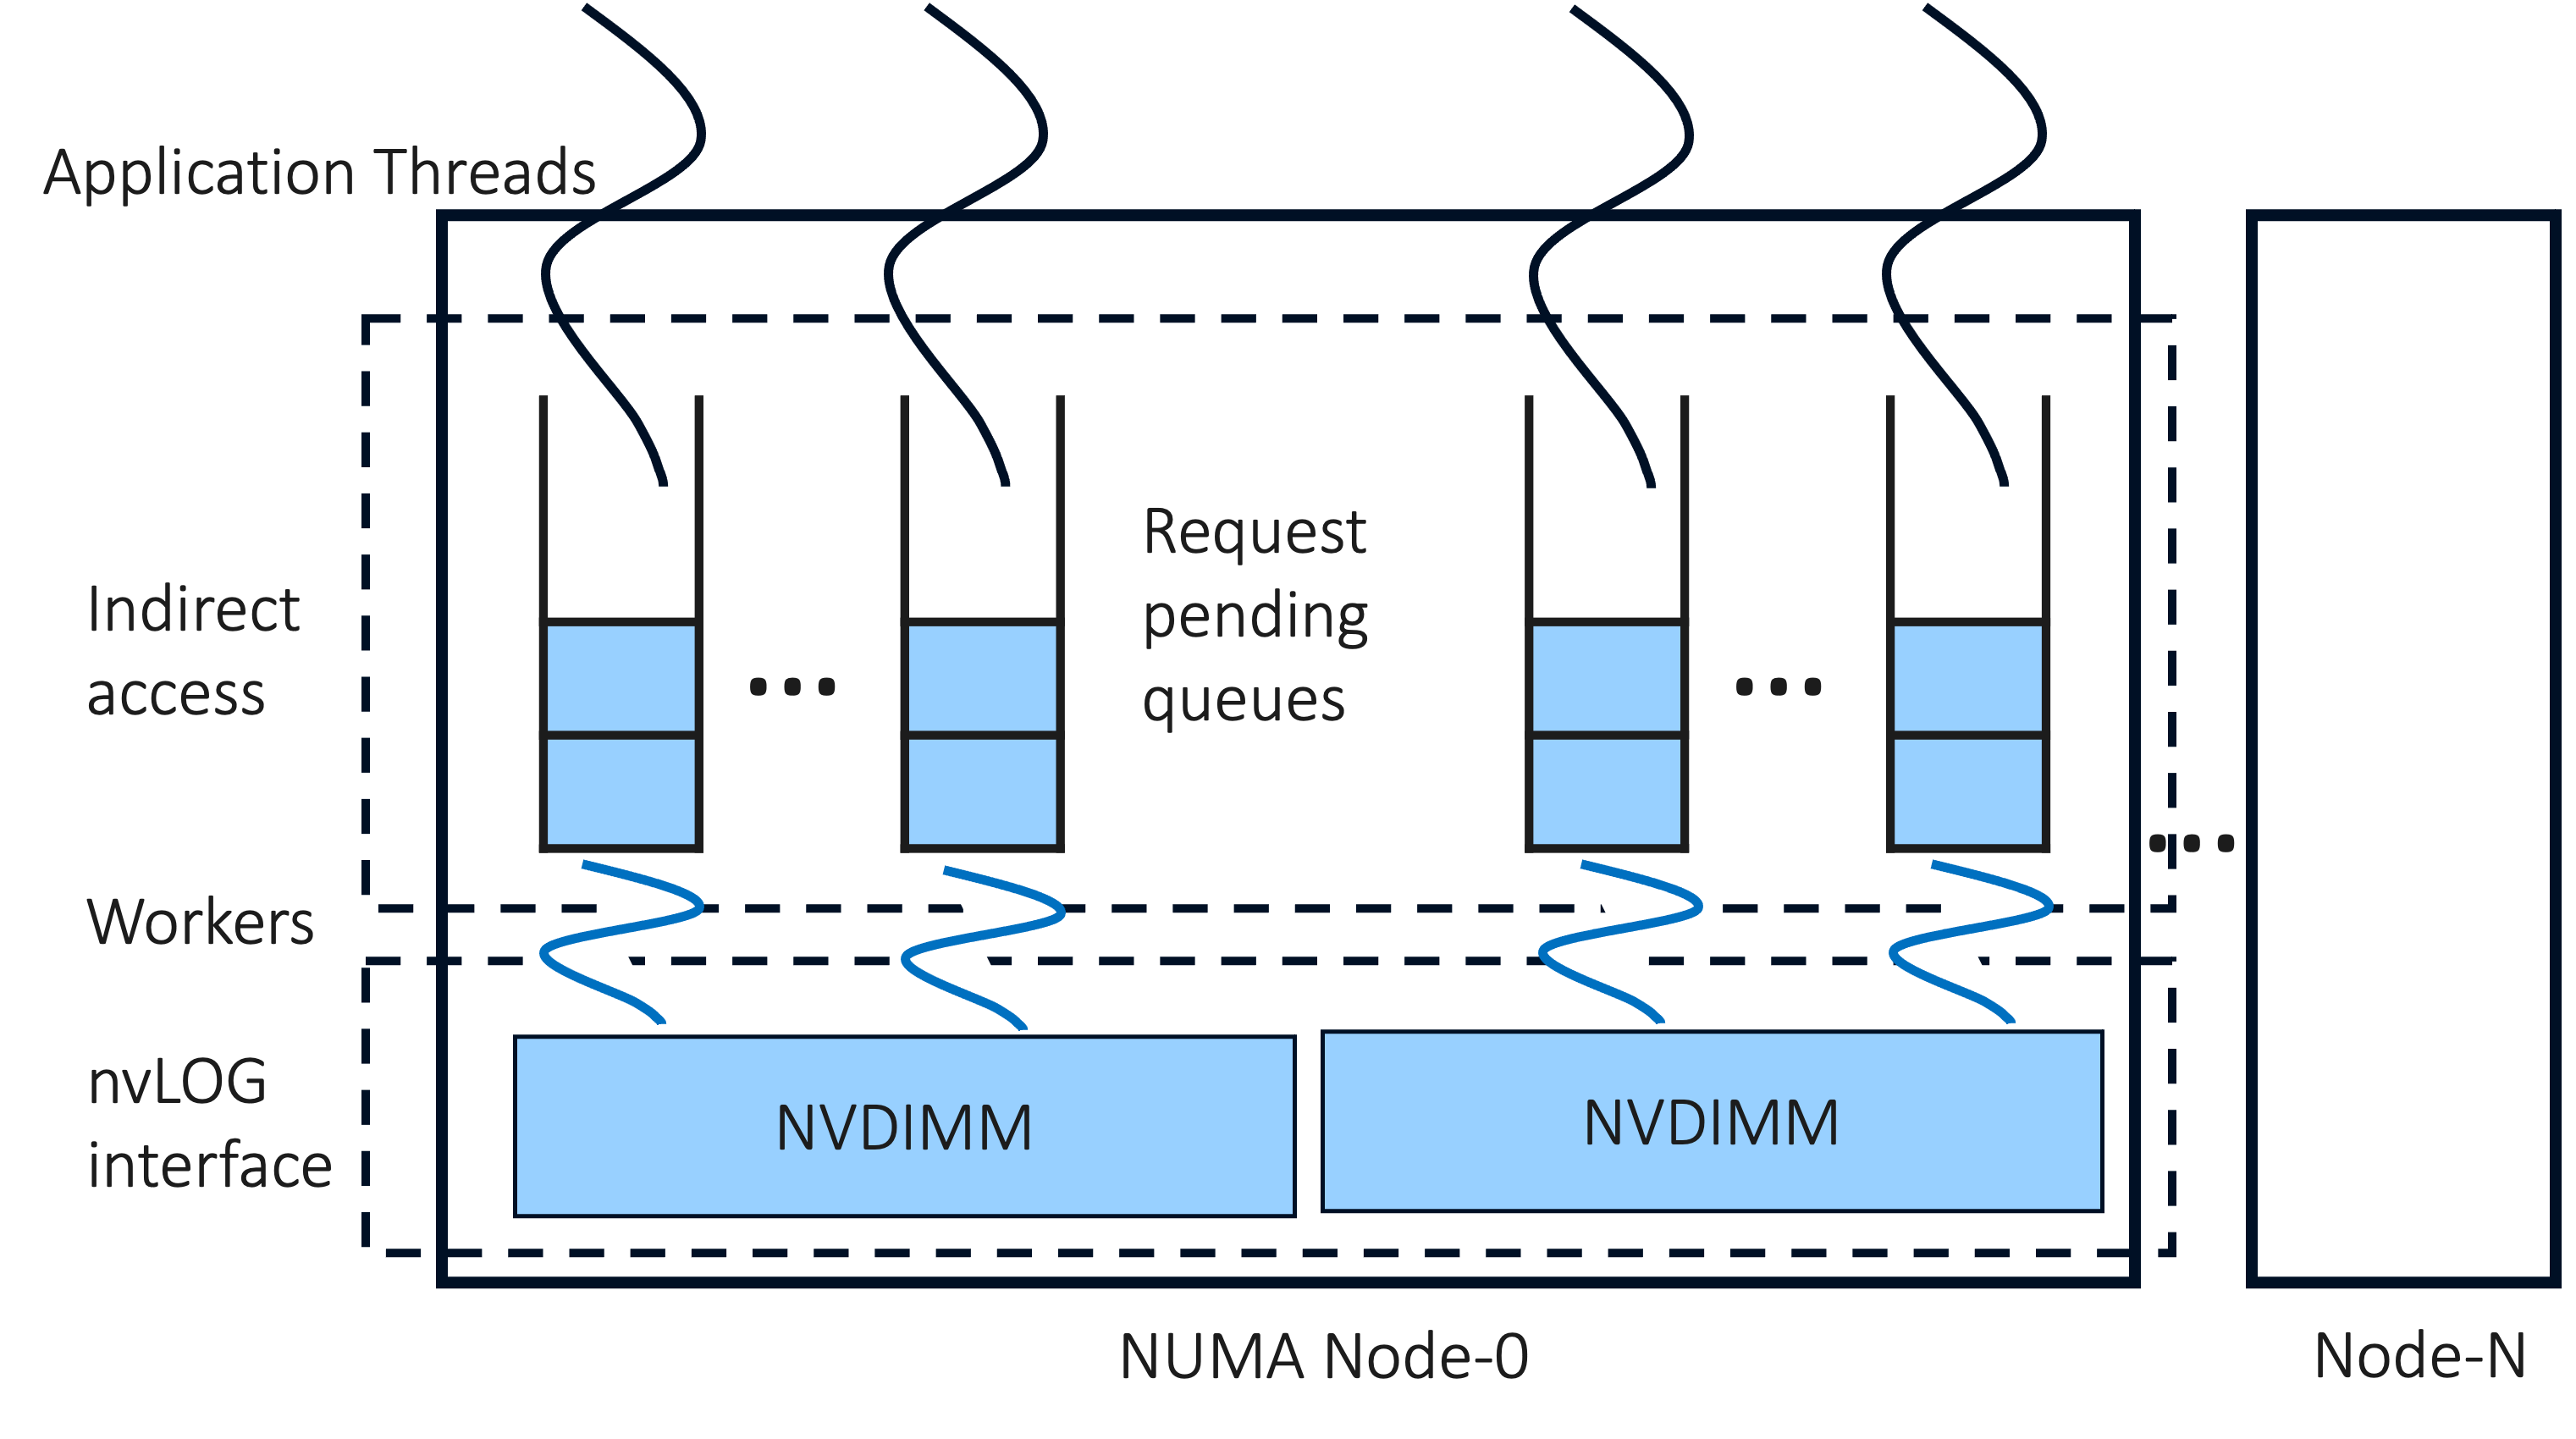 Application Threads
Request
pending
queues
Indirect
access
Workers
nvLOG
interface
NVDIMM
NVDIMM
NUMA Node-0
Node-N